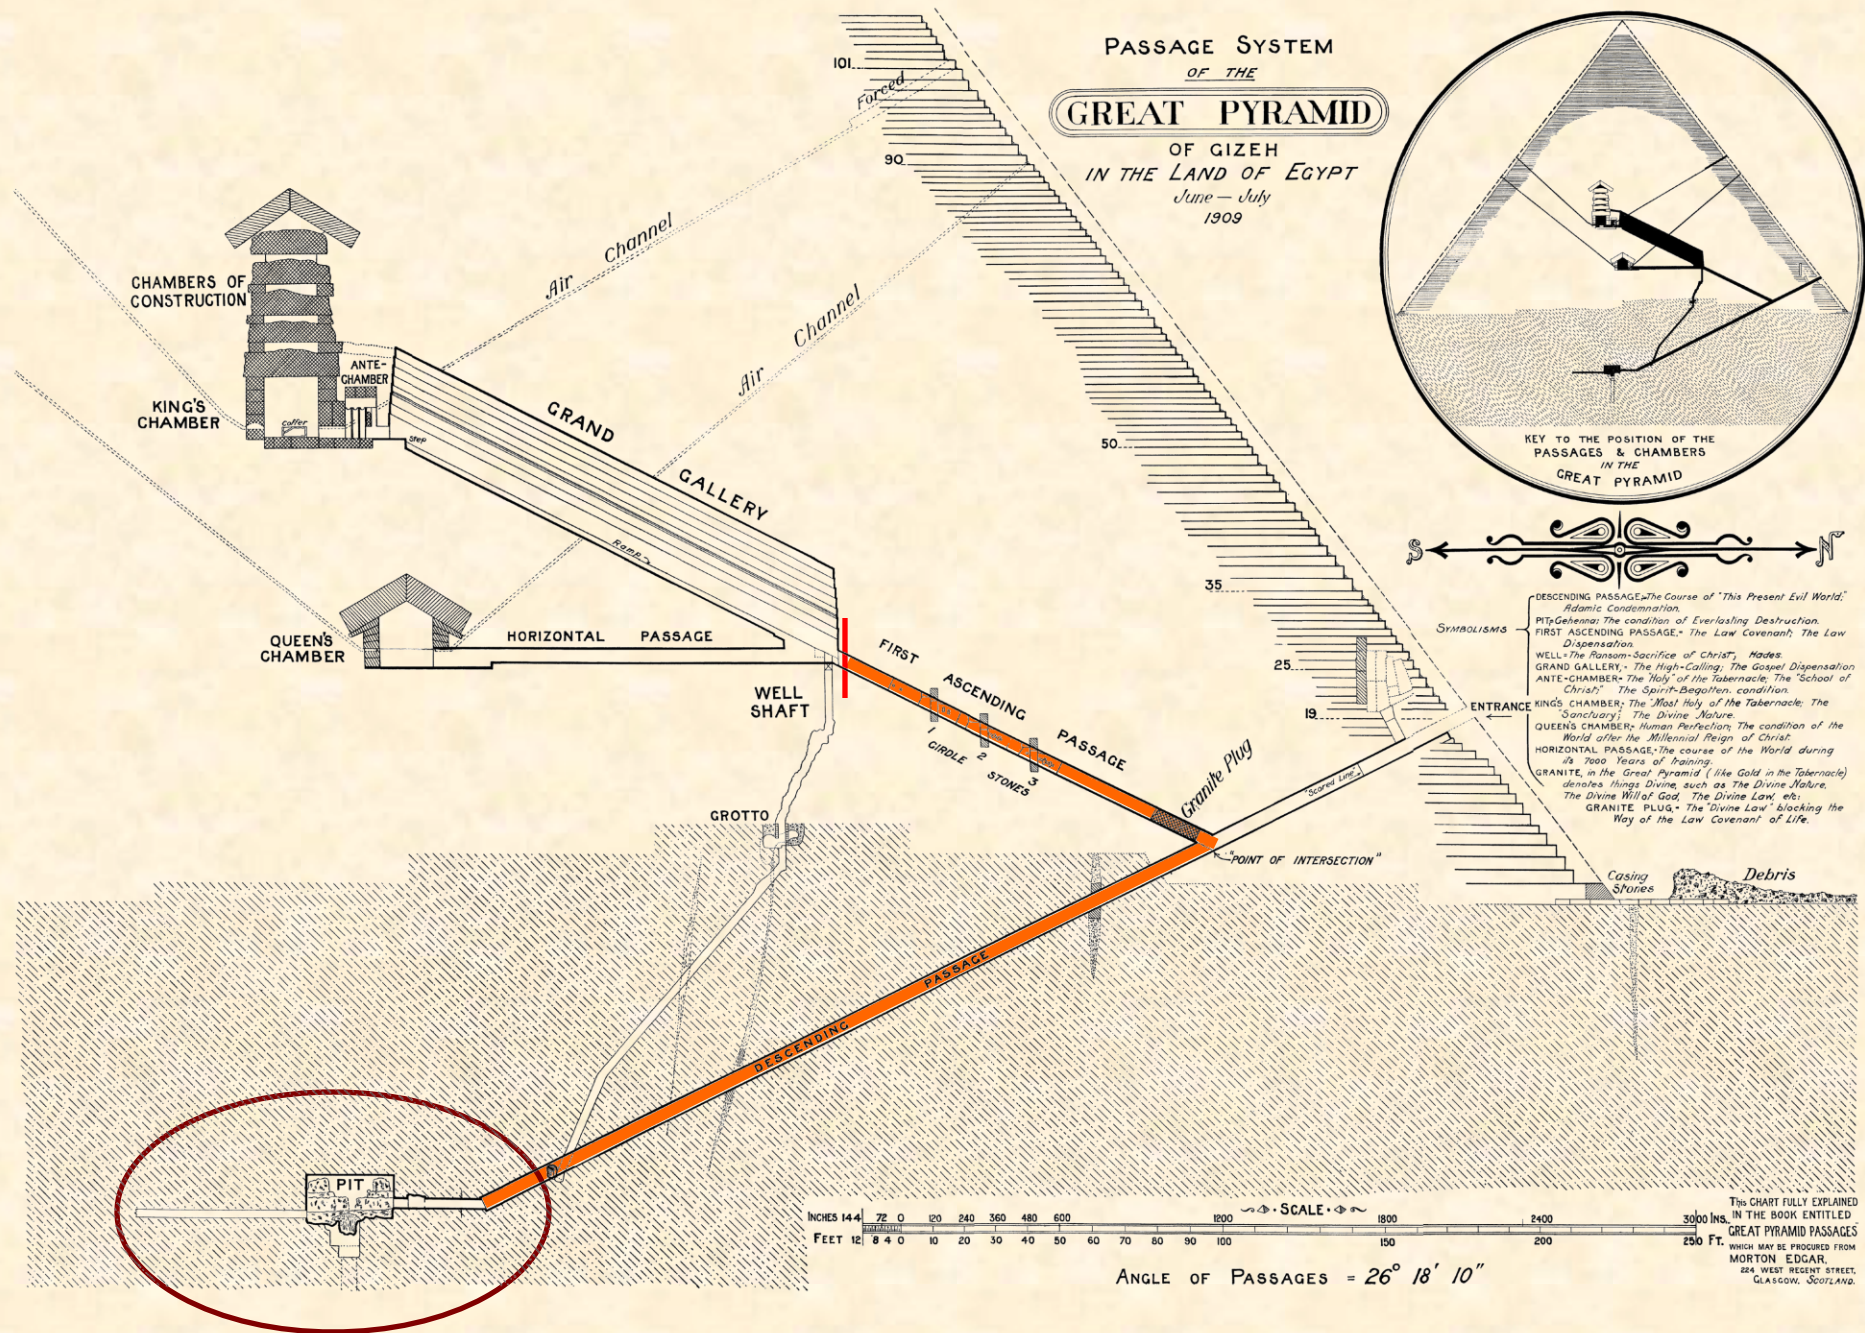 PASSAGE SYSTEM
OF THE
GREAT PYRAMID
OF GIZEH
IN THE LAND OF EGYPT
June — July
1909
101
Forced
90
Air Channel
Air Channel
CHAMBERS OF
CONSTRUCTION
ANTE-
CHAMBER
KING'S
CHAMBER
Coffer
Step
GRAND
GALLERY
50
35
25
19
Ramp
QUEEN'S
CHAMBER
HORIZONTAL PASSAGE
WELL
SHAFT
FIRST
ASCENDING
PASSAGE
1
2
3
GIRDLE
STONES
Granite Plug
"Scored Line"
ENTRANCE
GROTTO
"POINT OF INTERSECTION"
Casing
Stones
Debris
DESCENDING PASSAGE
PIT
KEY TO THE POSITION OF THE
PASSAGES & CHAMBERS
IN THE
GREAT PYRAMID
S N
SYMBOLISMS
DESCENDING PASSAGE,-The Course of "This Present Evil World;"
Adamic Condemnation.
PIT,-Gehenna: The condition of Everlasting Destruction.
FIRST ASCENDING PASSAGE.- The Law Covenant; The Law
Dispensation.
WELL.-The Ransom-Sacrifice of Christ; Hades.
GRAND GALLERY,- The High-Calling; The Gospel Dispensation
ANTE-CHAMBER,- The "Holy" of the Tabernacle; The "School of
Christ;" The Spirit-Begotten condition.
KING'S CHAMBER,- The "Most Holy of the Tabernacle; The
"Sanctuary; The Divine Nature.
QUEEN'S CHAMBER,- Human Perfection; The condition of the
World after the Millennial Reign of Christ.
HORIZONTAL PASSAGE,-The course of the World during
its 7000 Years of training.
GRANITE, in the Great Pyramid ( like Gold in the Tabernacle)
denotes things Divine, such as The Divine Nature,
The Divine Will of God, The Divine Law, etc:
GRANITE PLUG,- The "Divine Law" blocking the
Way of the Law Covenant of Life.
SCALE
INCHES 144 72 0 120 240 360 480 600 1200 1800 2400 3000 INS.
FEET 12 8 4 0 10 20 30 40 50 60 70 80 90 100 150 200 250 FT.
ANGLE OF PASSAGES = 26° 18' 10"
THIS CHART FULLY EXPLAINED
IN THE BOOK ENTITLED
GREAT PYRAMID PASSAGES
WHICH MAY BE PROCURED FROM
MORTON EDGAR,
224 WEST REGENT STREET,
GLASGOW, SCOTLAND.